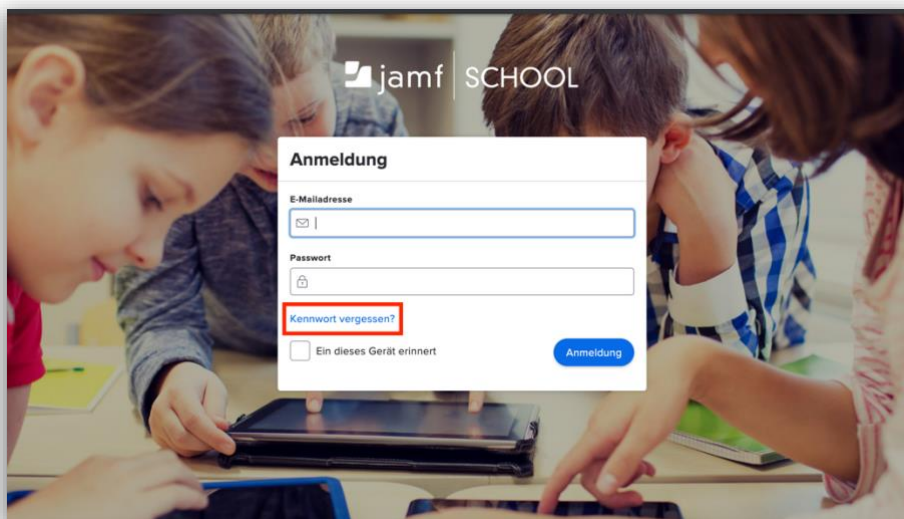 jamf SCHOOL
Anmeldung
E-Mailadresse
Passwort
Kennwort vergessen?
Ein dieses Gerät erinnert
Anmeldung